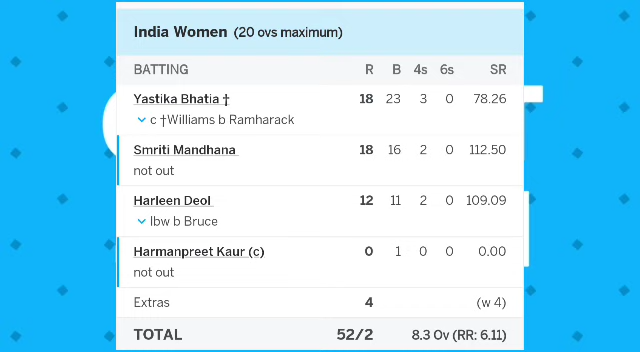 India Women (20 ovs maximum)
BATTING R B 4s 6s SR
Yastika Bhatia † 18 23 3 0 78.26
c †Williams b Ramharack
Smriti Mandhana 18 16 2 0 112.50
not out
Harleen Deol 12 11 2 0 109.09
lbw b Bruce
Harmanpreet Kaur (c) 0 1 0 0 0.00
not out
Extras 4 (w 4)
TOTAL 52/2 8.3 Ov (RR: 6.11)